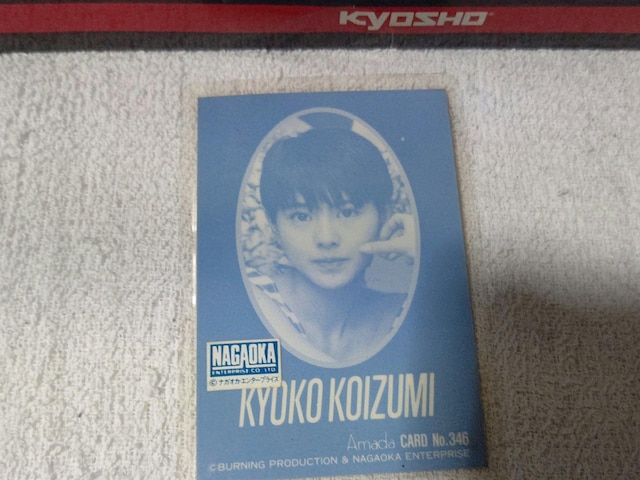 KYOSHO
NAGAOKA
ENTERPRISE CO. LTD.
© ナガオカ・エンタープライズ
KYOKO KOIZUMI
Amada CARD No.346
© BURNING PRODUCTION & NAGAOKA ENTERPRISE